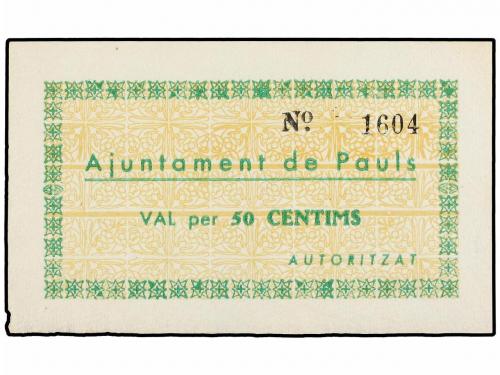 Nº 1604
Ajuntament de Pauls
VAL per 50 CENTIMS
AUTORITZAT